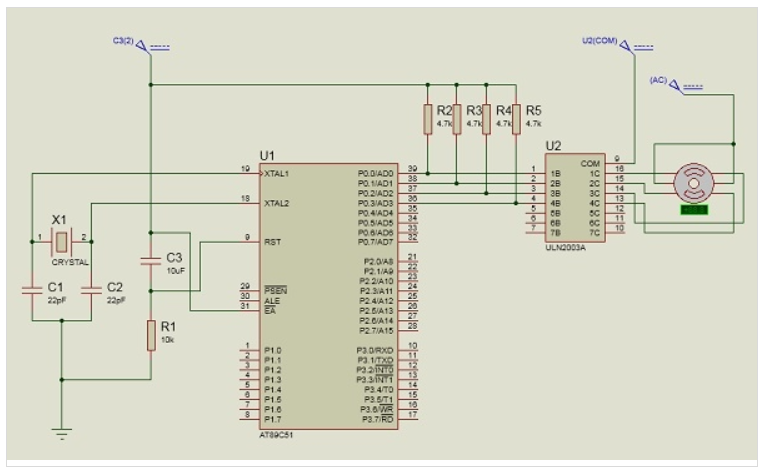 C3(2)
U2(COM)
(AC)
R2
4.7k
R3
4.7k
R4
4.7k
R5
4.7k
U1
19
XTAL1
18
XTAL2
9
RST
29
PSEN
30
ALE
31
EA
1
P1.0
2
P1.1
3
P1.2
4
P1.3
5
P1.4
6
P1.5
7
P1.6
8
P1.7
P0.0/AD0
39
P0.1/AD1
38
P0.2/AD2
37
P0.3/AD3
36
P0.4/AD4
35
P0.5/AD5
34
P0.6/AD6
33
P0.7/AD7
32
P2.0/A8
21
P2.1/A9
22
P2.2/A10
23
P2.3/A11
24
P2.4/A12
25
P2.5/A13
26
P2.6/A14
27
P2.7/A15
28
P3.0/RXD
10
P3.1/TXD
11
P3.2/INT0
12
P3.3/INT1
13
P3.4/T0
14
P3.5/T1
15
P3.6/WR
16
P3.7/RD
17
AT89C51
X1
1
2
CRYSTAL
C1
22pF
C2
22pF
C3
10uF
R1
10k
U2
1
1B
2
2B
3
3B
4
4B
5
5B
6
6B
7
7B
COM
9
1C
16
2C
15
3C
14
4C
13
5C
12
6C
11
7C
10
ULN2003A